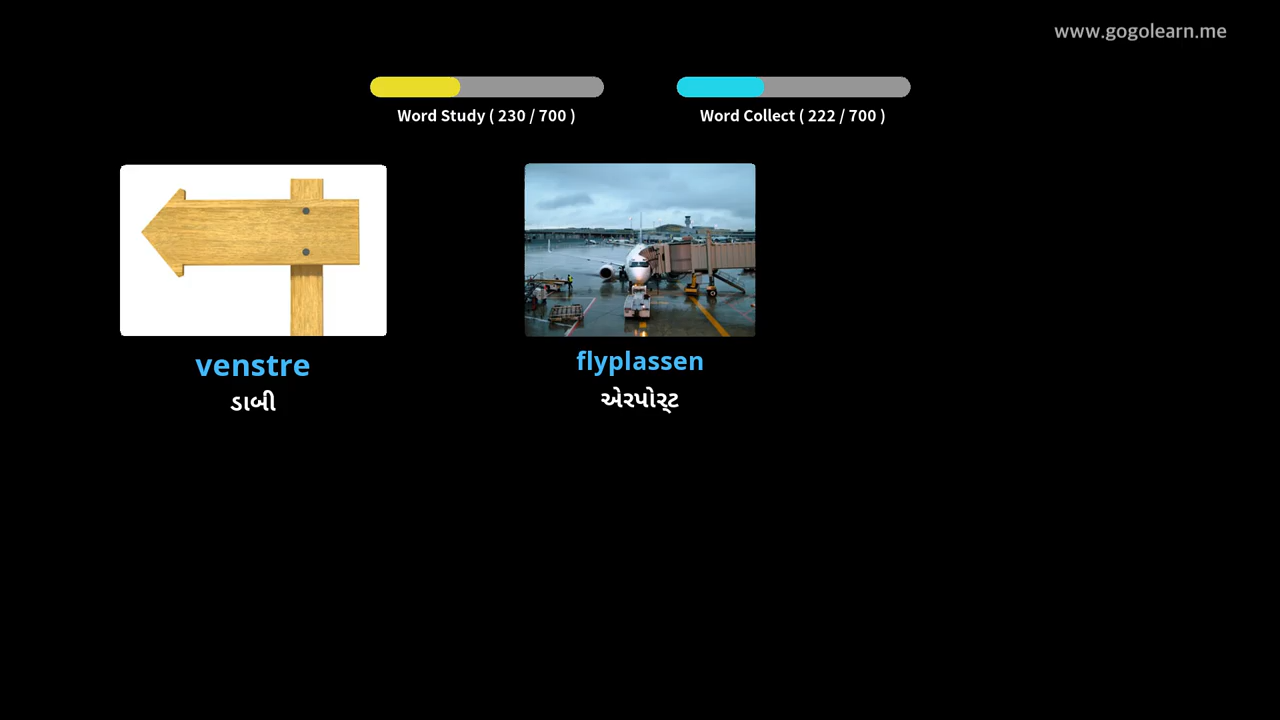 www.gogolearn.me
Word Study ( 230 / 700 )
Word Collect ( 222 / 700 )
venstre
ડાબી
flyplassen
એરપોર્ટ